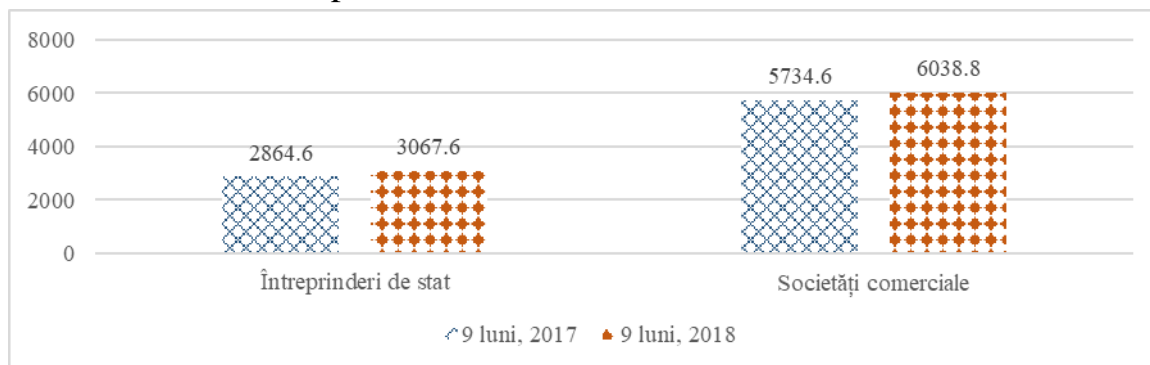 8000
6038.8
5734.6
6000
4000
3067.6
2864.6
2000
0
Întreprinderi de stat
Societăți comerciale
9 luni, 2017
9 luni, 2018